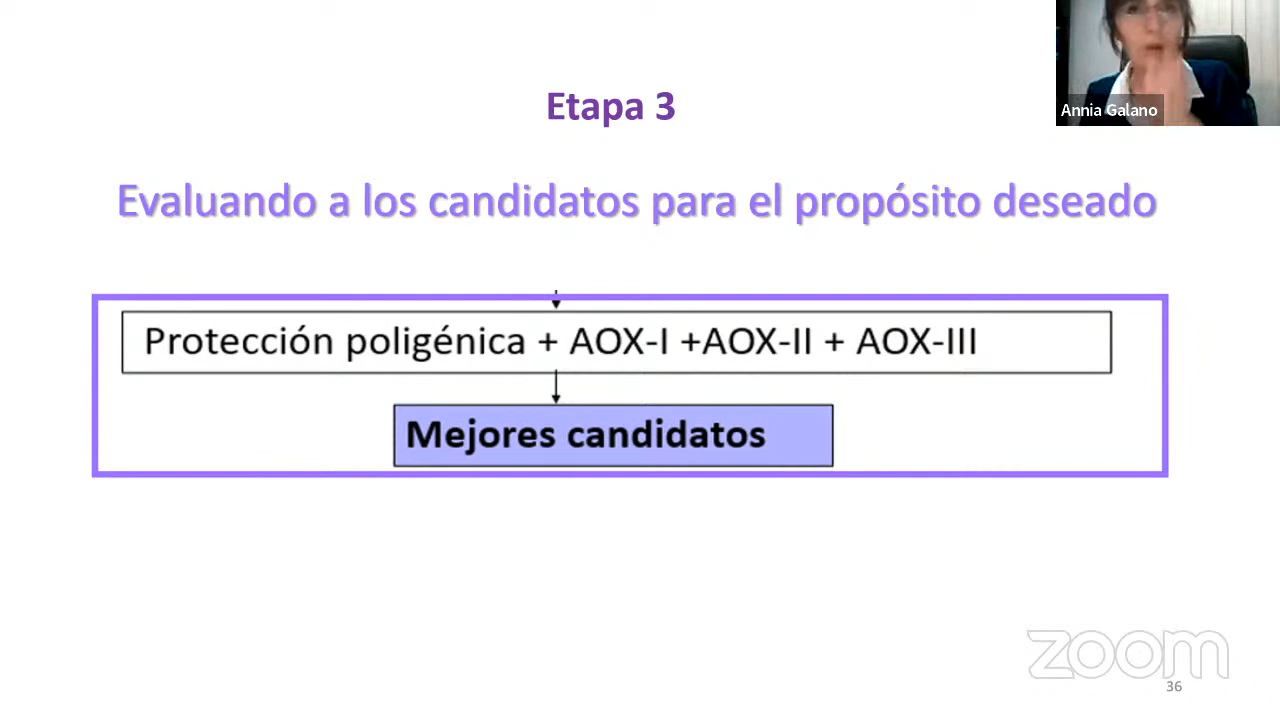 Annia Galano
Etapa 3
Evaluando a los candidatos para el propósito deseado
Protección poligénica + AOX-I +AOX-II + AOX-III
Mejores candidatos
zoom
36